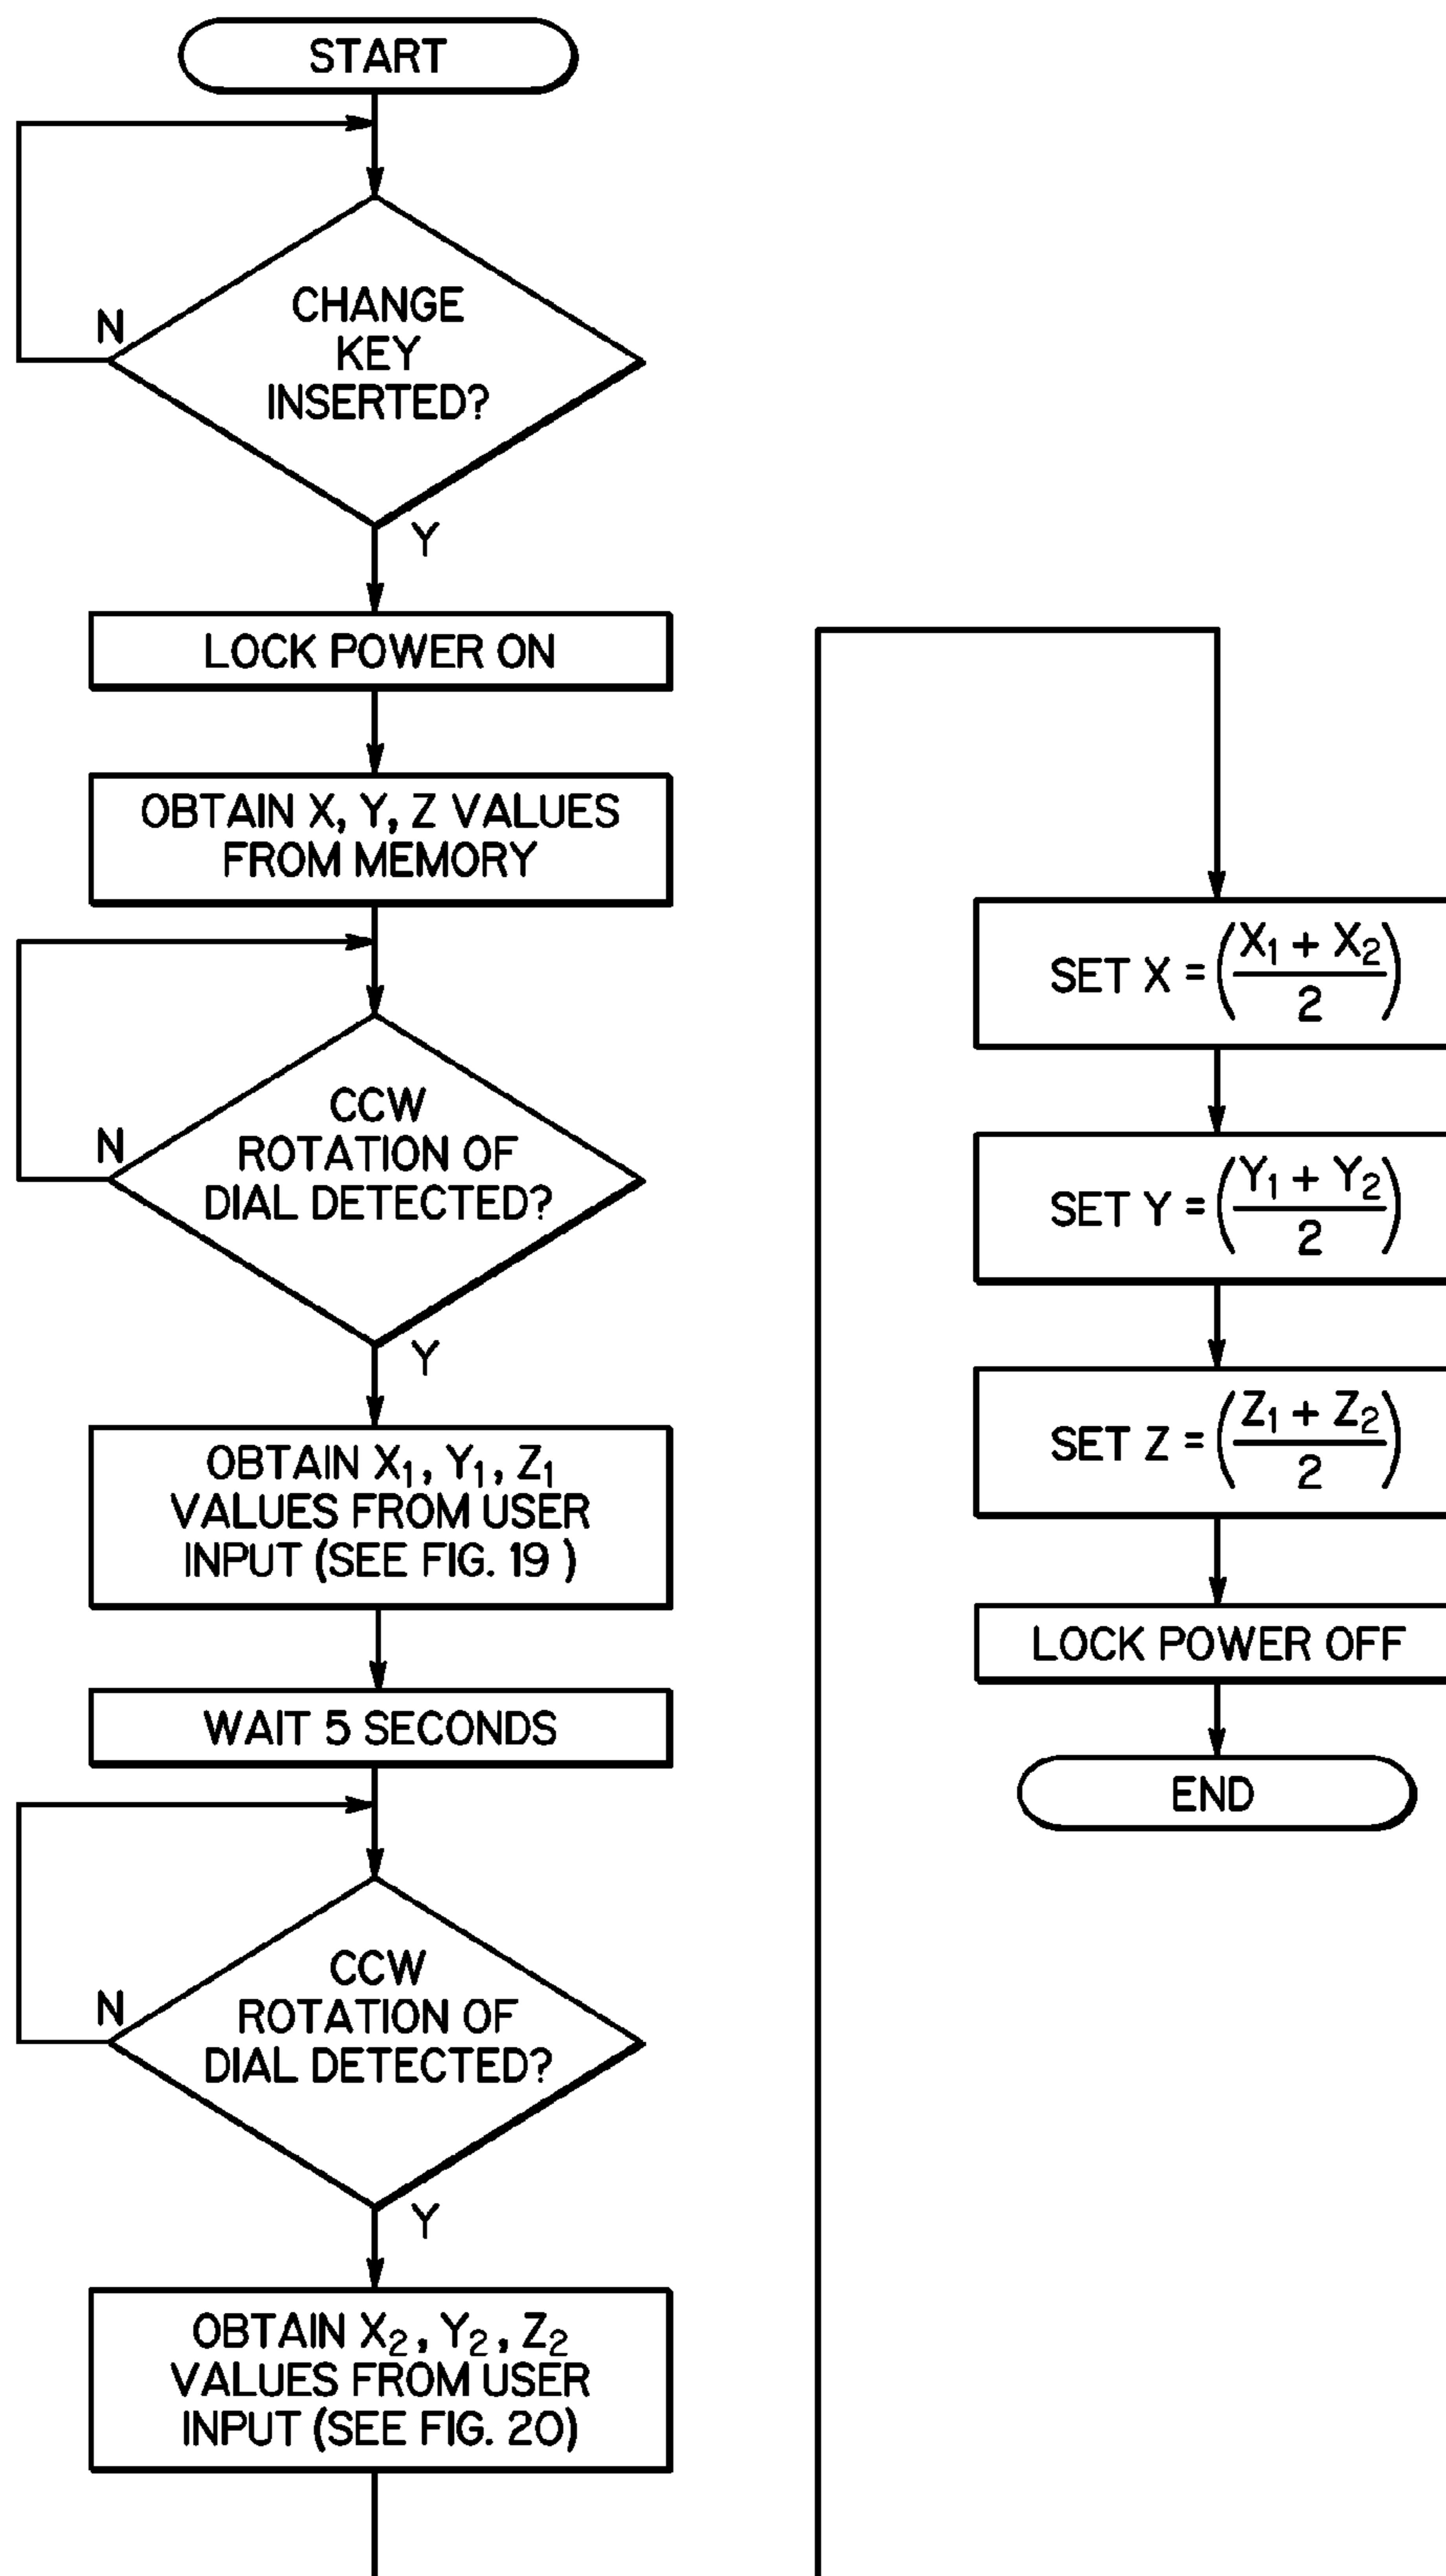 START
CHANGE
KEY
INSERTED?
N
Y
LOCK POWER ON
OBTAIN X, Y, Z VALUES
FROM MEMORY
CCW
ROTATION OF
DIAL DETECTED?
N
Y
OBTAIN X₁, Y₁, Z₁
VALUES FROM USER
INPUT (SEE FIG. 19 )
WAIT 5 SECONDS
CCW
ROTATION OF
DIAL DETECTED?
N
Y
OBTAIN X₂, Y₂, Z₂
VALUES FROM USER
INPUT (SEE FIG. 20)
SET X = (X₁ + X₂ / 2)
SET Y = (Y₁ + Y₂ / 2)
SET Z = (Z₁ + Z₂ / 2)
LOCK POWER OFF
END